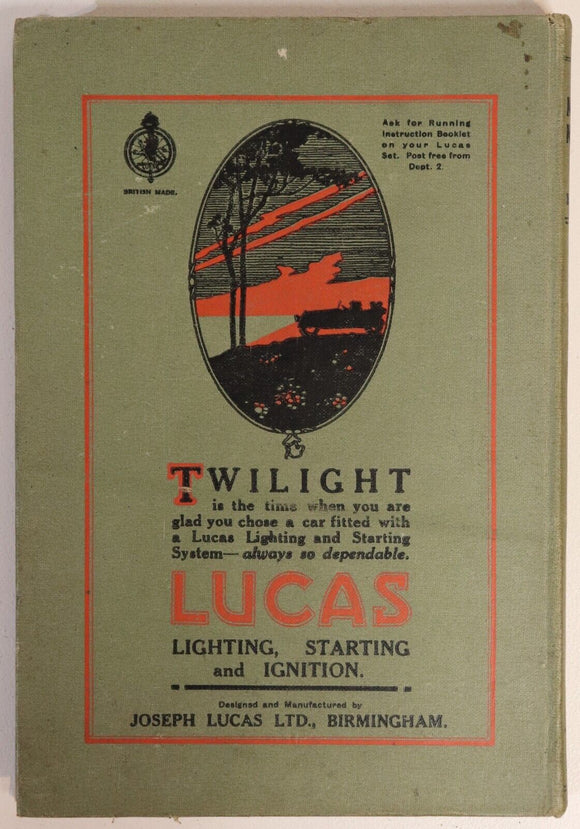 BRITISH MADE.
Ask for Running
Instruction Booklet
on your Lucas
Set. Post free from
Dept. 2.
TWILIGHT
is the time when you are
glad you chose a car fitted with
a Lucas Lighting and Starting
System—always so dependable.
LUCAS
LIGHTING, STARTING
and IGNITION.
Designed and Manufactured by
JOSEPH LUCAS LTD., BIRMINGHAM.